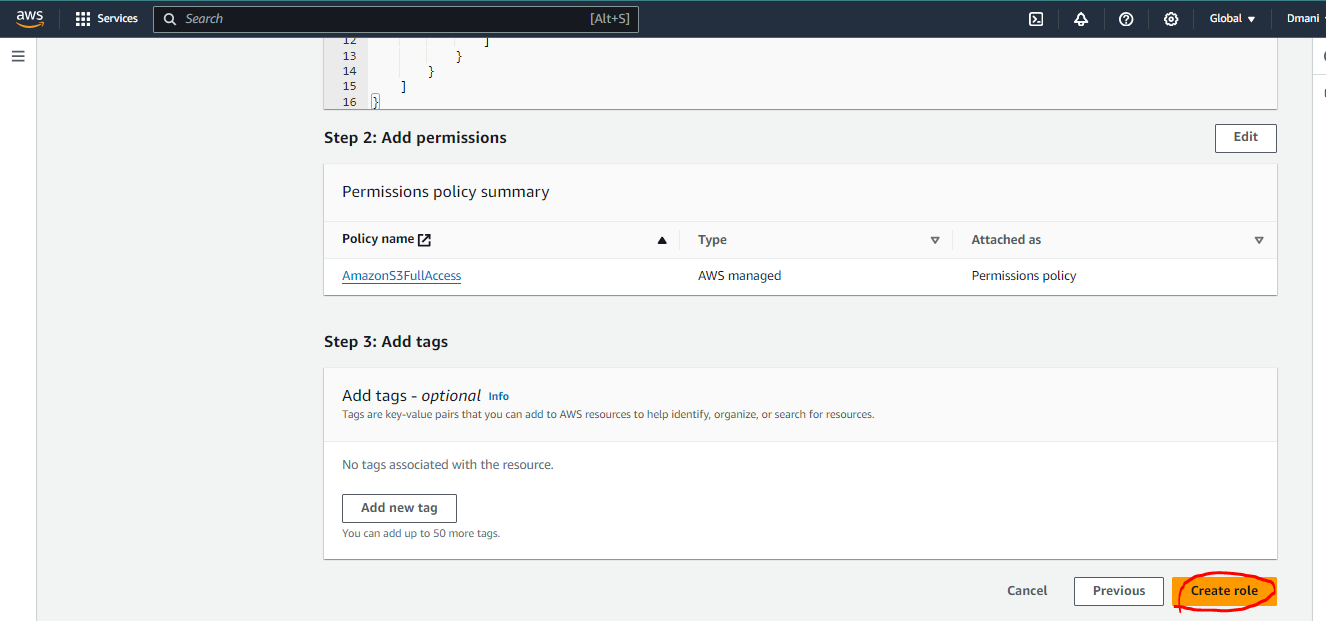 aws Services Search [Alt+S] Global Dmani
12 ]
13 }
14 }
15 ]
16 }
Step 2: Add permissions Edit
Permissions policy summary
Policy name Type Attached as
AmazonS3FullAccess AWS managed Permissions policy
Step 3: Add tags
Add tags - optional Info
Tags are key-value pairs that you can add to AWS resources to help identify, organize, or search for resources.
No tags associated with the resource.
Add new tag
You can add up to 50 more tags.
Cancel Previous Create role